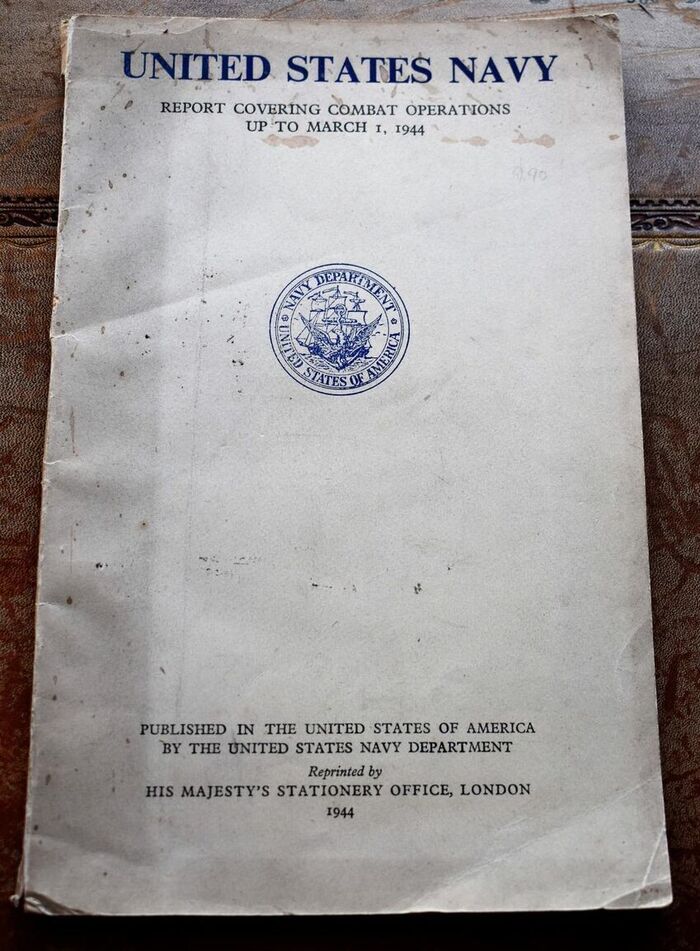 UNITED STATES NAVY
REPORT COVERING COMBAT OPERATIONS
UP TO MARCH 1, 1944
NAVY DEPARTMENT
UNITED STATES OF AMERICA
PUBLISHED IN THE UNITED STATES OF AMERICA
BY THE UNITED STATES NAVY DEPARTMENT
Reprinted by
HIS MAJESTY'S STATIONERY OFFICE, LONDON
1944